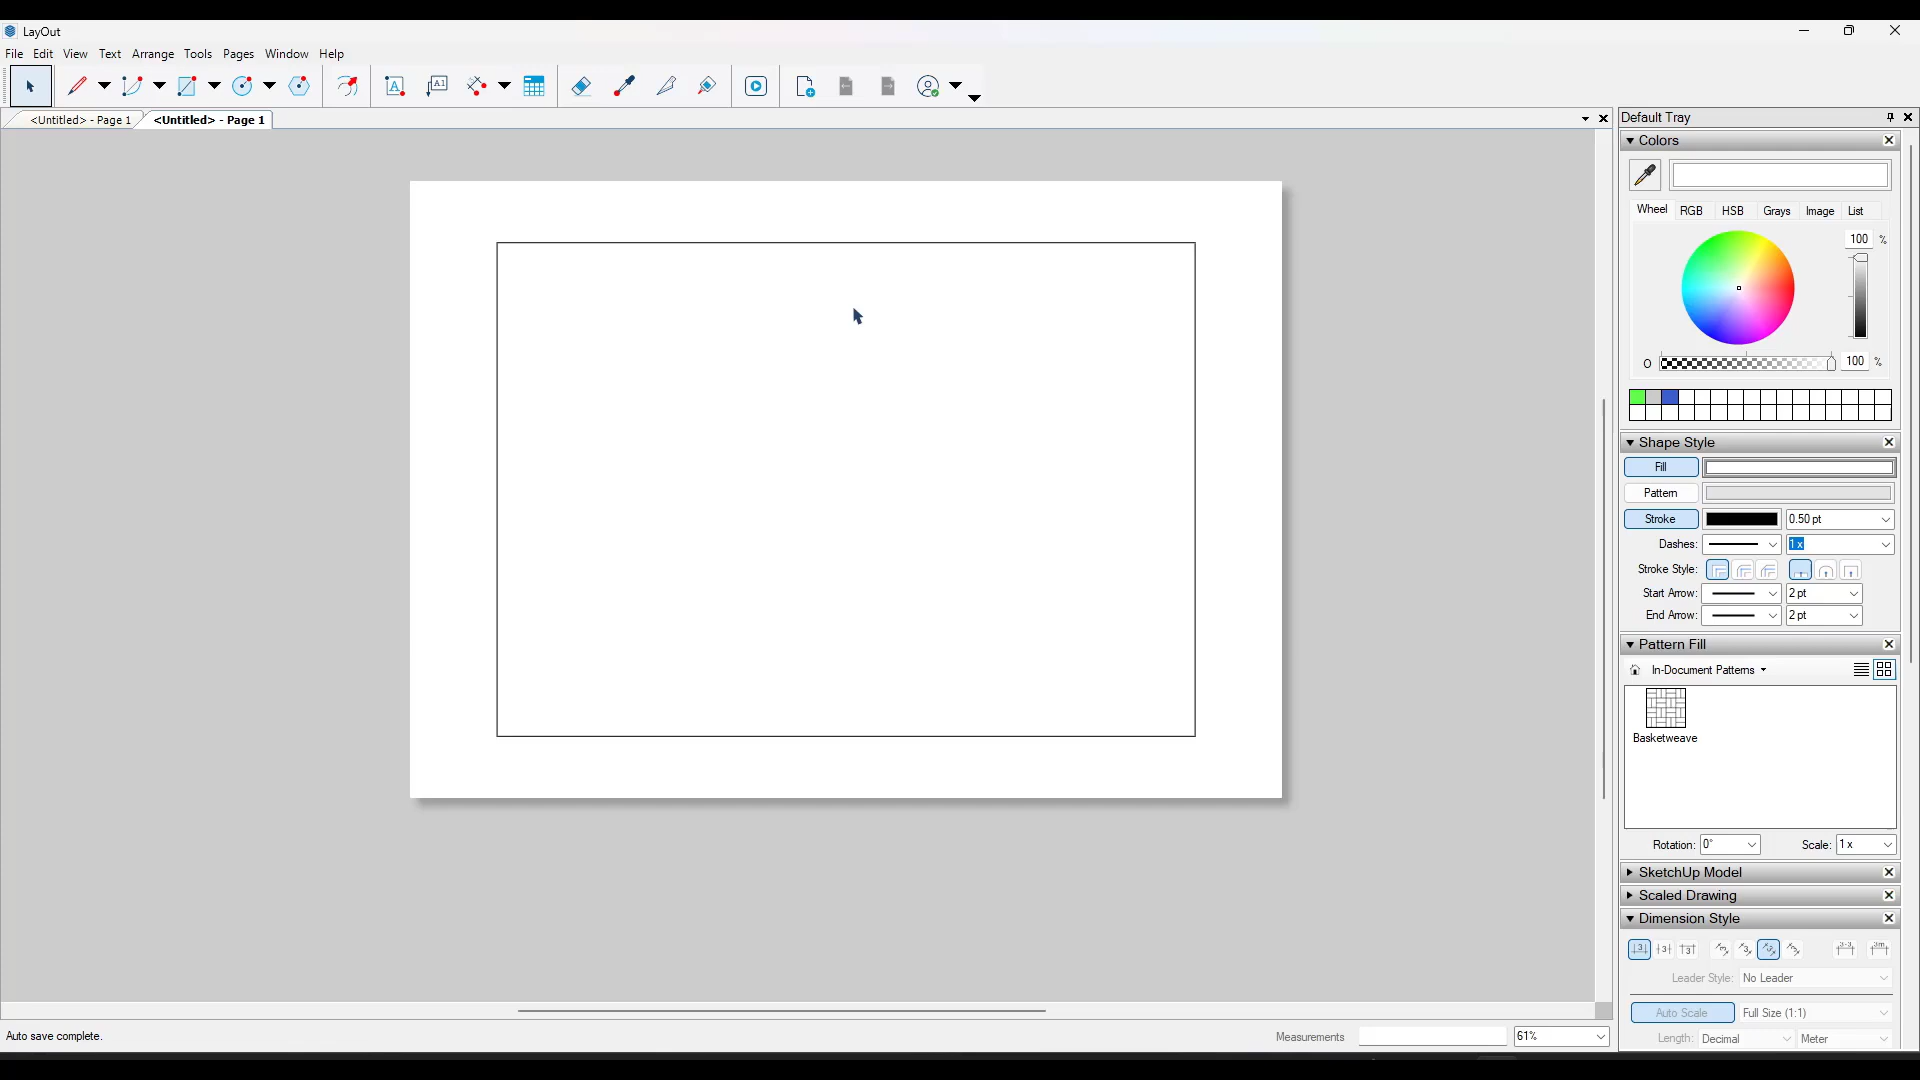 LayOut
File Edit View Text Arrange Tools Pages Window Help
A A1
<Untitled> - Page 1 <Untitled> - Page 1
Default Tray
Colors
Wheel RGB HSB Grays Image List
100 %
O 100 %
Shape Style
Fill
Pattern
Stroke 0.50 pt
Dashes: 1 x
Stroke Style:
Start Arrow: 2 pt
End Arrow: 2 pt
Pattern Fill
In-Document Patterns
Basketweave
Rotation: 0° Scale: 1 x
SketchUp Model
Scaled Drawing
Dimension Style
Leader Style: No Leader
Auto Scale Full Size (1:1)
Length: Decimal Meter
Auto save complete. Measurements 61%